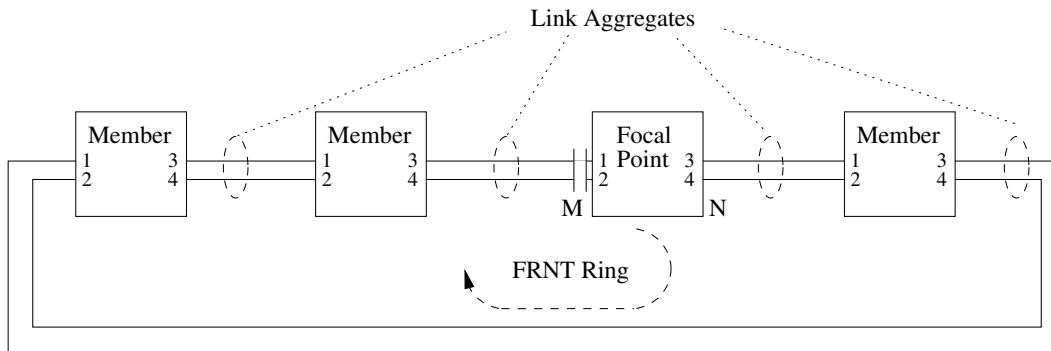 Link Aggregates
Member
1 3
2 4
Member
1 3
2 4
Focal
Point
1 3
2 4
Member
1 3
2 4
M
N
FRNT Ring